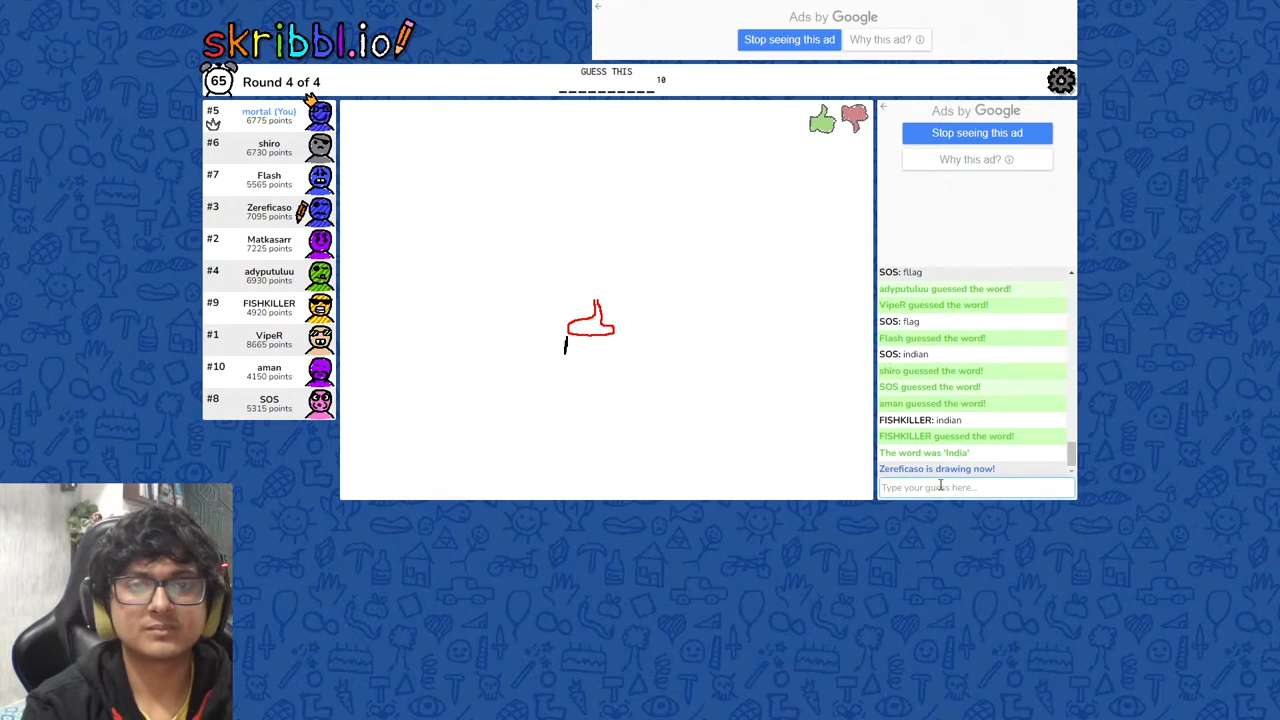 Ads by Google
Stop seeing this ad
Why this ad?
skribbl.io
65
Round 4 of 4
GUESS THIS
__________ 10
#5
mortal (You)
6775 points
#6
shiro
6730 points
#7
Flash
5565 points
#3
Zereficaso
7095 points
#2
Matkasarr
7225 points
#4
adyputuluu
6930 points
#9
FISHKILLER
4920 points
#1
VipeR
8665 points
#10
aman
4150 points
#8
SOS
5315 points
Ads by Google
Stop seeing this ad
Why this ad?
SOS: fllag
adyputuluu guessed the word!
VipeR guessed the word!
SOS: flag
Flash guessed the word!
SOS: indian
shiro guessed the word!
SOS guessed the word!
aman guessed the word!
FISHKILLER: indian
FISHKILLER guessed the word!
The word was 'India'
Zereficaso is drawing now!
Type your guess here...